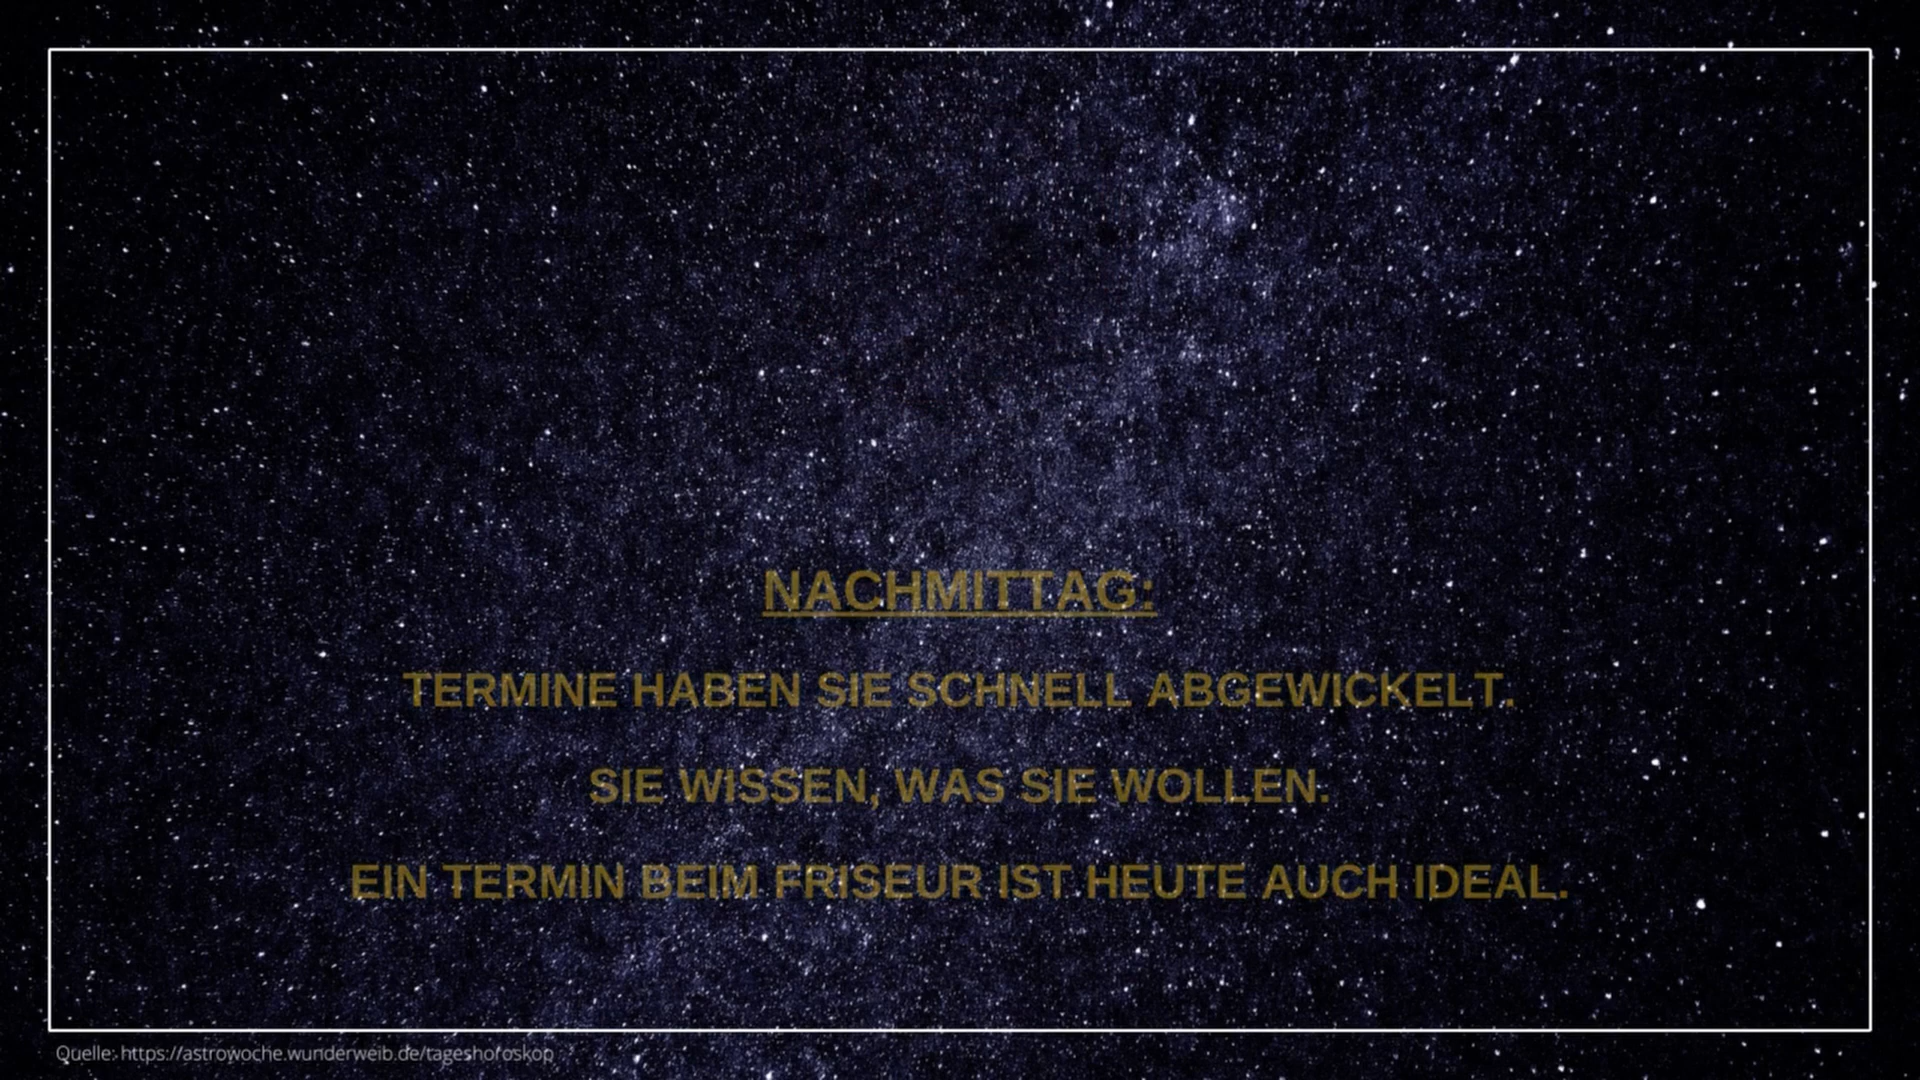 NACHMITTAG:
TERMINE HABEN SIE SCHNELL ABGEWICKELT.
SIE WISSEN, WAS SIE WOLLEN.
EIN TERMIN BEIM FRISEUR IST HEUTE AUCH IDEAL.
Quelle: https://astrowoche.wunderweib.de/tageshoroskop